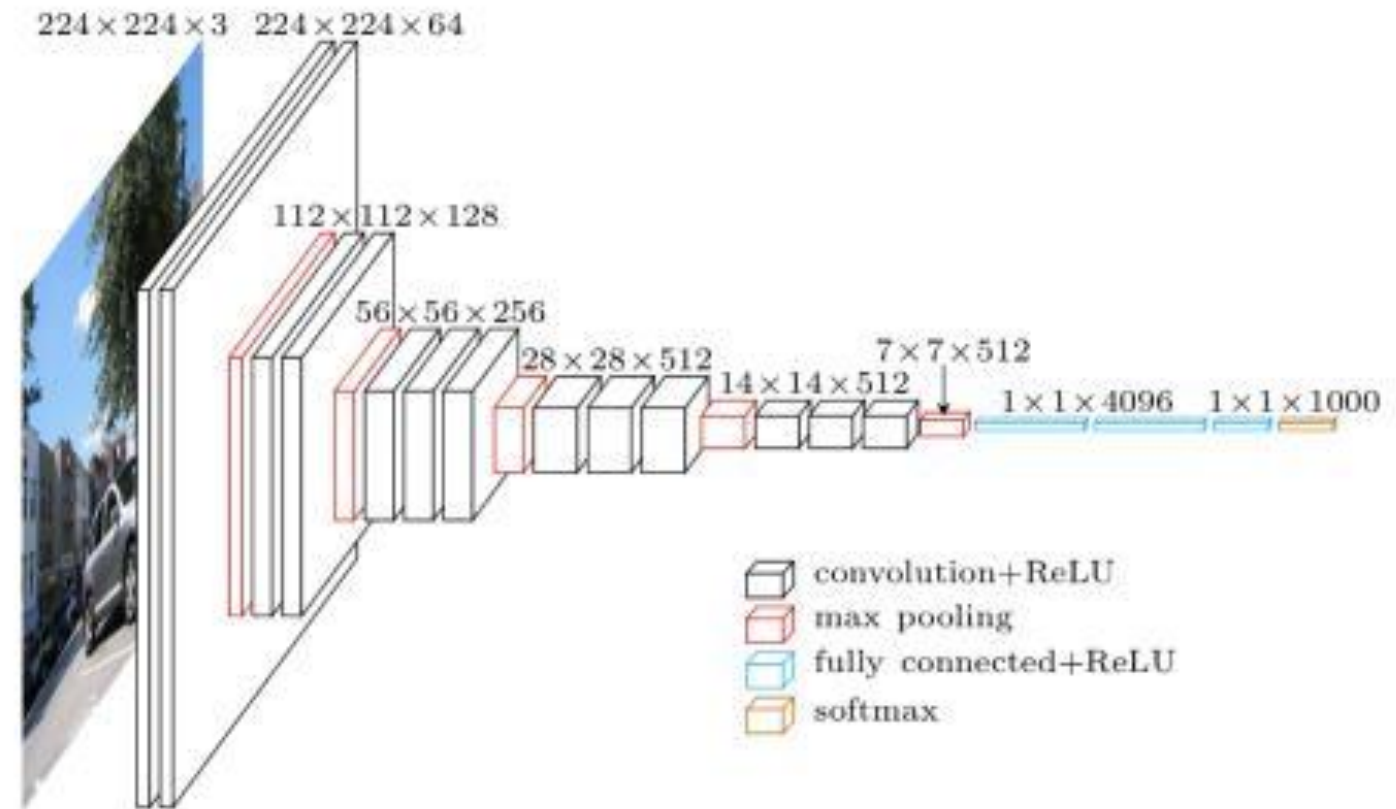 224×224×3
224×224×64
112×112×128
56×56×256
28×28×512
14×14×512
7×7×512
1×1×4096
1×1×1000
convolution+ReLU
max pooling
fully connected+ReLU
softmax